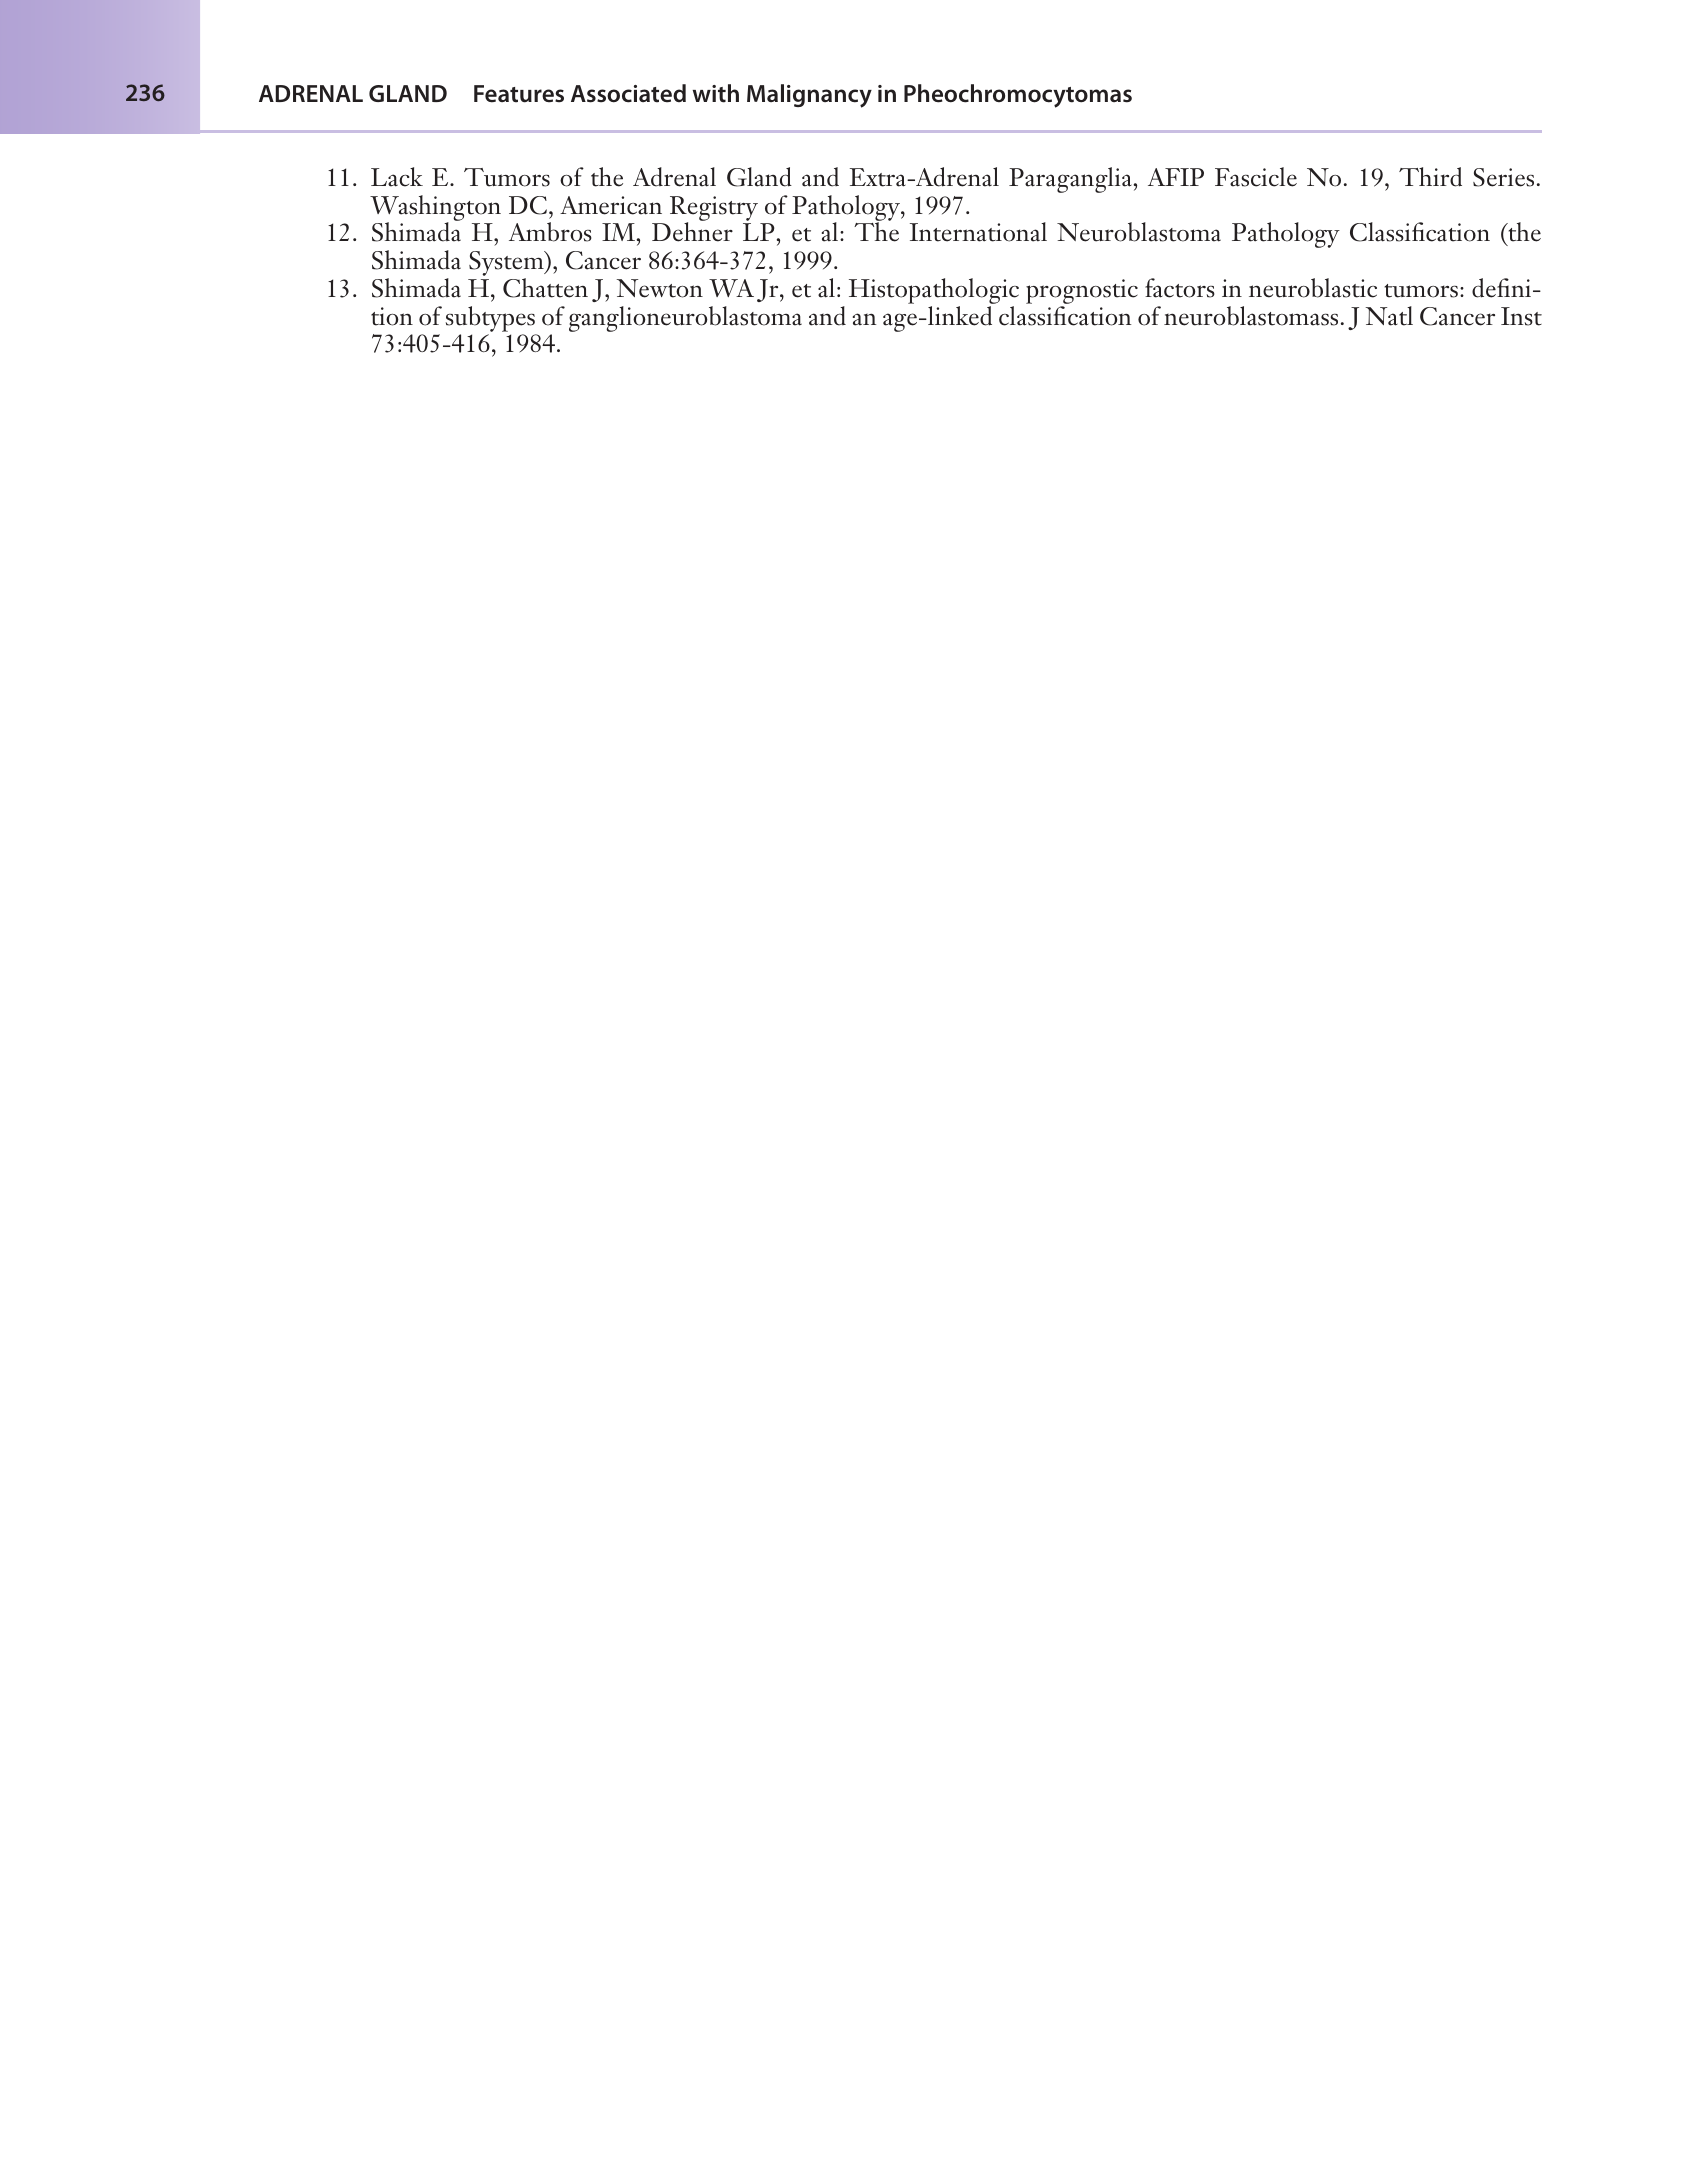 236 ADRENAL GLAND Features Associated with Malignancy in Pheochromocytomas
11. Lack E. Tumors of the Adrenal Gland and Extra-Adrenal Paraganglia, AFIP Fascicle No. 19, Third Series.
Washington DC, American Registry of Pathology, 1997.
12. Shimada H, Ambros IM, Dehner LP, et al: The International Neuroblastoma Pathology Classification (the
Shimada System), Cancer 86:364-372, 1999.
13. Shimada H, Chatten J, Newton WA Jr, et al: Histopathologic prognostic factors in neuroblastic tumors: defini-
tion of subtypes of ganglioneuroblastoma and an age-linked classification of neuroblastomass. J Natl Cancer Inst
73:405-416, 1984.